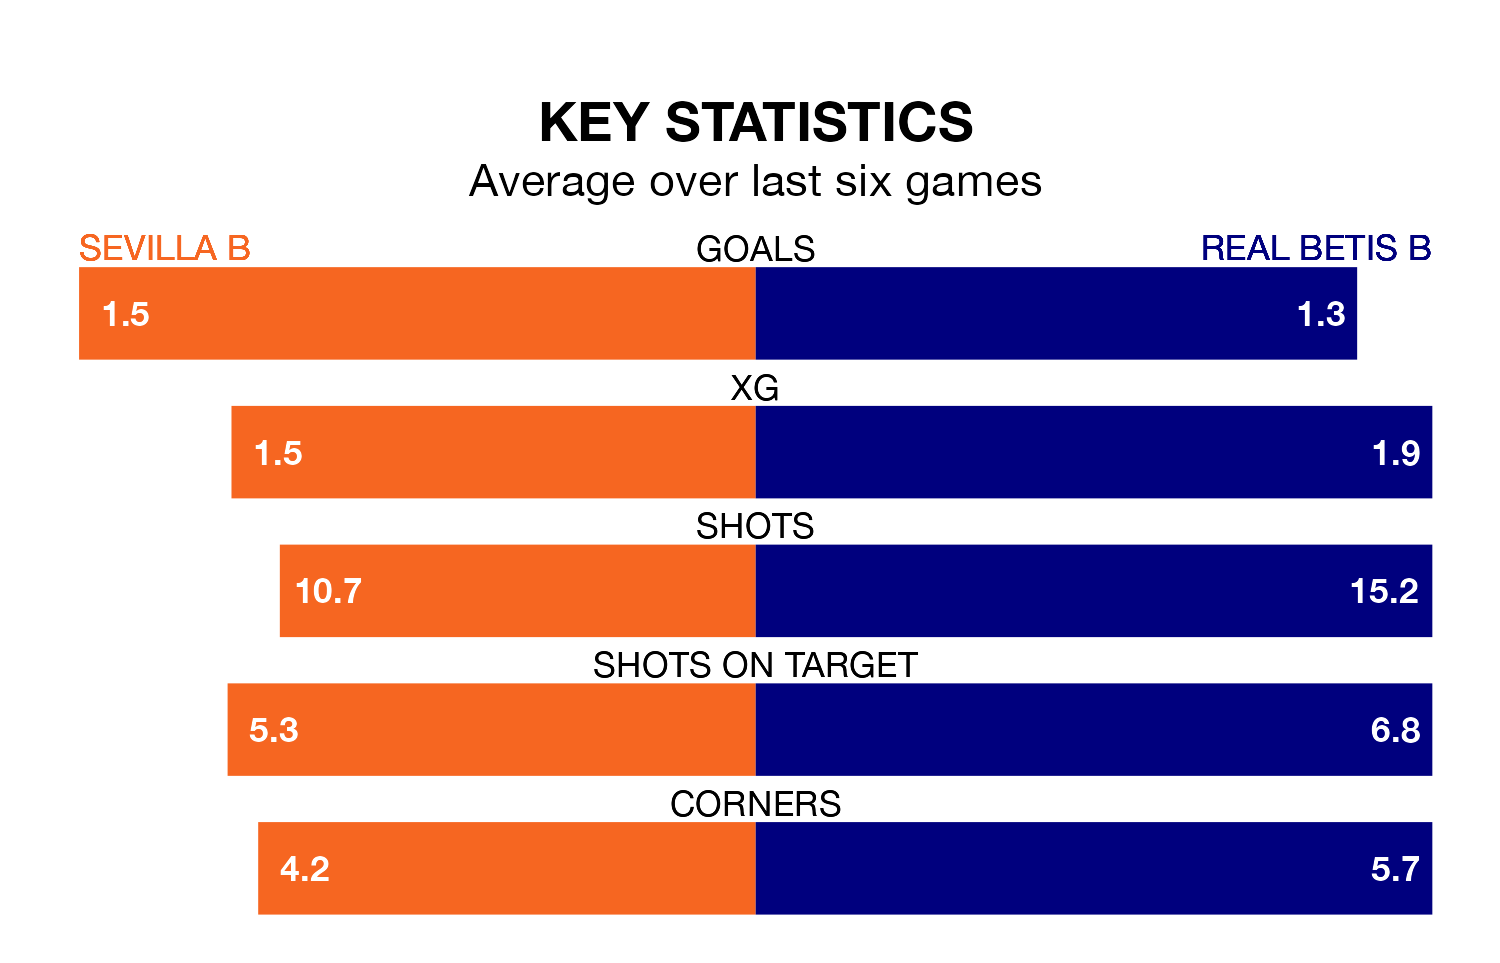 KEY STATISTICS
Average over last six games
SEVILLA B GOALS REAL BETIS B
1.5 1.3
XG
1.5 1.9
SHOTS
10.7 15.2
SHOTS ON TARGET
5.3 6.8
CORNERS
4.2 5.7